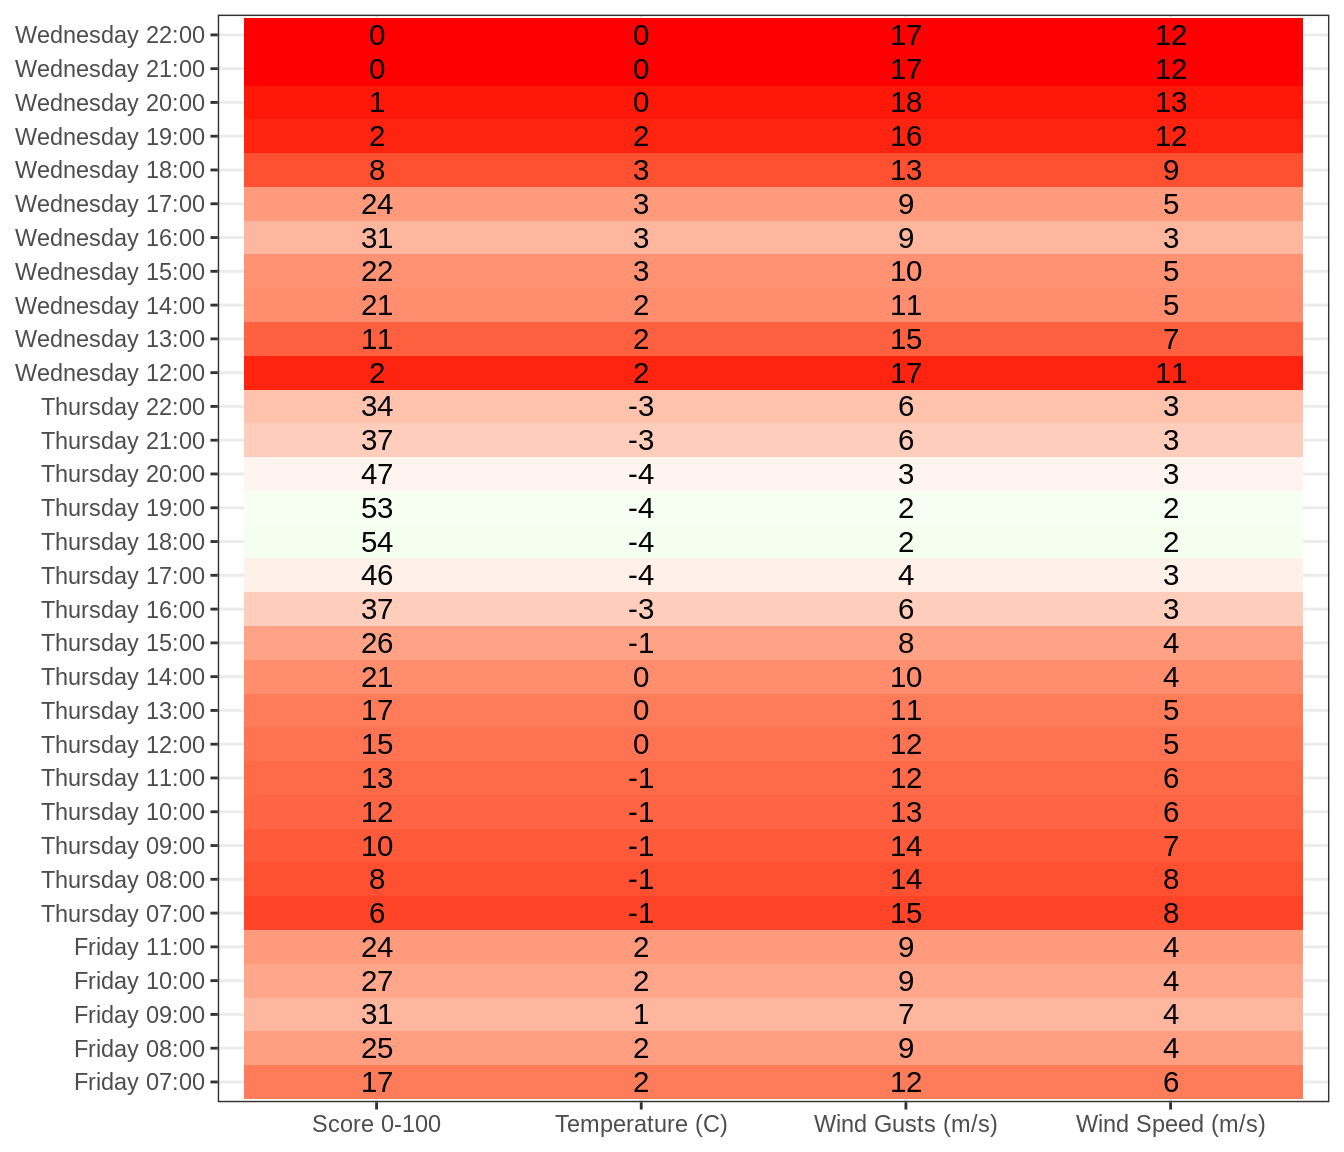 Wednesday 22:00 0 0 17 12
Wednesday 21:00 0 0 17 12
Wednesday 20:00 1 0 18 13
Wednesday 19:00 2 2 16 12
Wednesday 18:00 8 3 13 9
Wednesday 17:00 24 3 9 5
Wednesday 16:00 31 3 9 3
Wednesday 15:00 22 3 10 5
Wednesday 14:00 21 2 11 5
Wednesday 13:00 11 2 15 7
Wednesday 12:00 2 2 17 11
Thursday 22:00 34 -3 6 3
Thursday 21:00 37 -3 6 3
Thursday 20:00 47 -4 3 3
Thursday 19:00 53 -4 2 2
Thursday 18:00 54 -4 2 2
Thursday 17:00 46 -4 4 3
Thursday 16:00 37 -3 6 3
Thursday 15:00 26 -1 8 4
Thursday 14:00 21 0 10 4
Thursday 13:00 17 0 11 5
Thursday 12:00 15 0 12 5
Thursday 11:00 13 -1 12 6
Thursday 10:00 12 -1 13 6
Thursday 09:00 10 -1 14 7
Thursday 08:00 8 -1 14 8
Thursday 07:00 6 -1 15 8
Friday 11:00 24 2 9 4
Friday 10:00 27 2 9 4
Friday 09:00 31 1 7 4
Friday 08:00 25 2 9 4
Friday 07:00 17 2 12 6
Score 0-100 Temperature (C) Wind Gusts (m/s) Wind Speed (m/s)